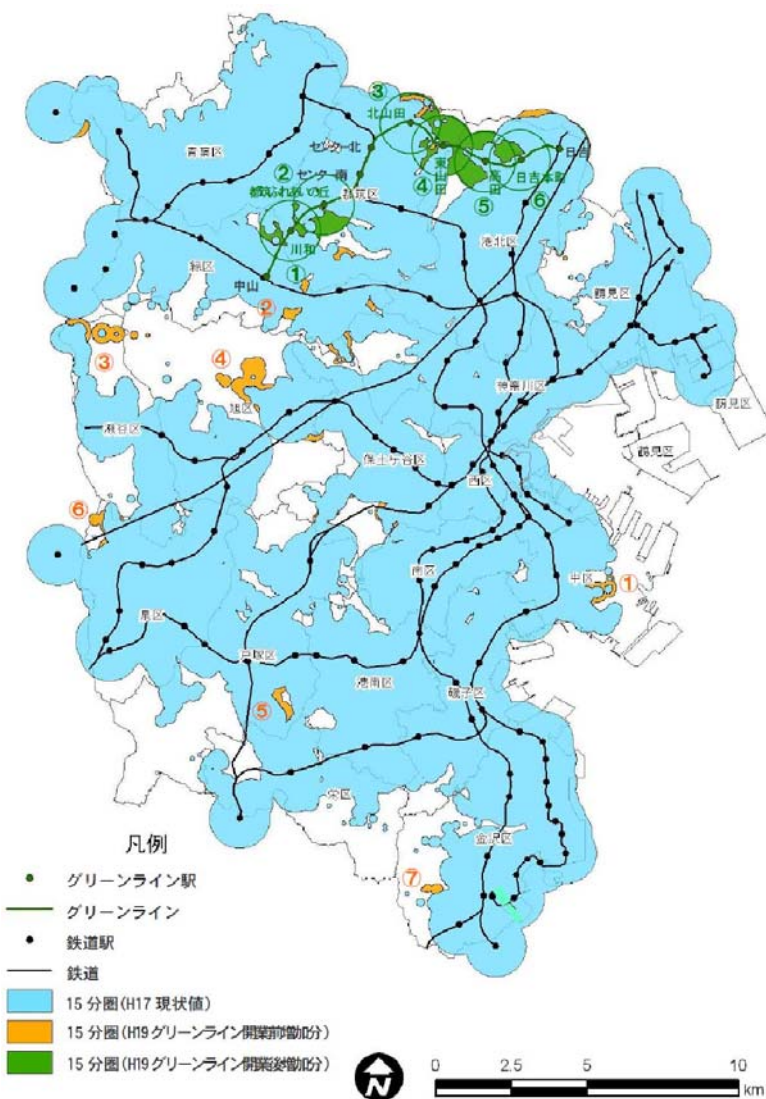 ③
北山田
センター北
青葉区
②
センター南
都筑ふれあいの丘
都筑区
④
東山田
高田
⑤
日吉本町
⑥
日吉
港北区
川和
①
中山
緑区
②
鶴見区
③
④
旭区
神奈川区
鶴見区
鶴見区
瀬谷区
保土ケ谷区
西区
⑥
南区
中区
①
泉区
戸塚区
港南区
磯子区
⑤
栄区
金沢区
⑦
凡例
グリーンライン駅
グリーンライン
鉄道駅
鉄道
15分圏(H17現状値)
15分圏(H19グリーンライン開業前増加分)
15分圏(H19グリーンライン開業後増加分)
N
0 2.5 5 10
km